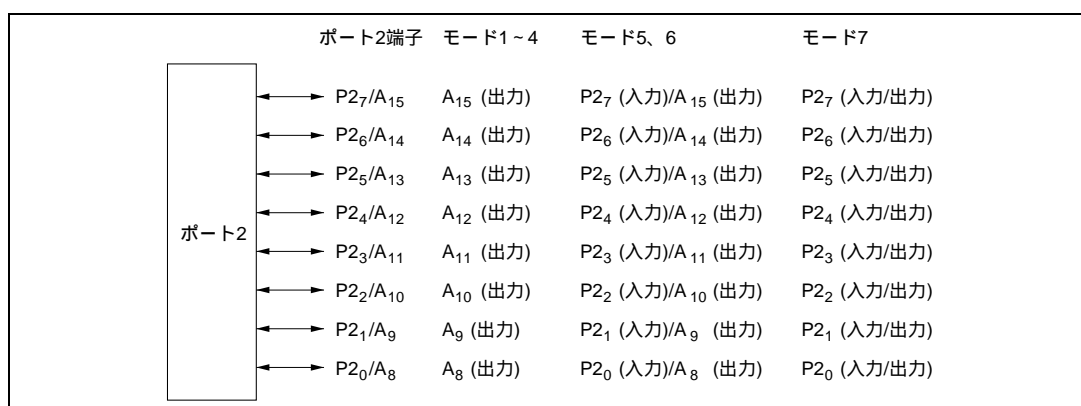 ポート2端子 モード1~4 モード5、6 モード7
P2₇/A₁₅ A₁₅ (出力) P2₇ (入力)/A₁₅ (出力) P2₇ (入力/出力)
P2₆/A₁₄ A₁₄ (出力) P2₆ (入力)/A₁₄ (出力) P2₆ (入力/出力)
P2₅/A₁₃ A₁₃ (出力) P2₅ (入力)/A₁₃ (出力) P2₅ (入力/出力)
P2₄/A₁₂ A₁₂ (出力) P2₄ (入力)/A₁₂ (出力) P2₄ (入力/出力)
ポート2
P2₃/A₁₁ A₁₁ (出力) P2₃ (入力)/A₁₁ (出力) P2₃ (入力/出力)
P2₂/A₁₀ A₁₀ (出力) P2₂ (入力)/A₁₀ (出力) P2₂ (入力/出力)
P2₁/A₉ A₉ (出力) P2₁ (入力)/A₉ (出力) P2₁ (入力/出力)
P2₀/A₈ A₈ (出力) P2₀ (入力)/A₈ (出力) P2₀ (入力/出力)